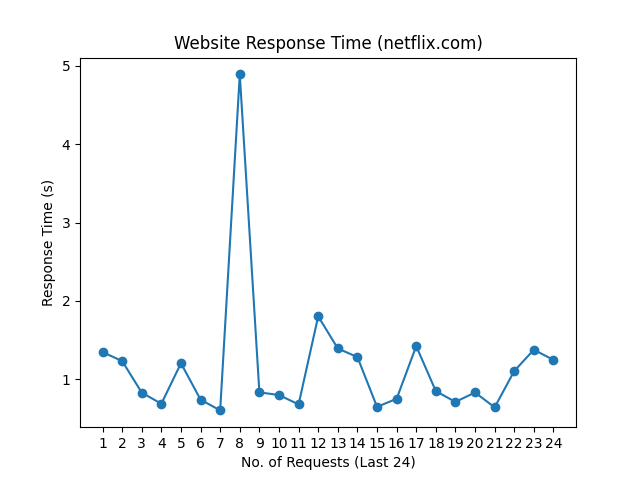 Website Response Time (netflix.com)
5
4
3
2
1
Response Time (s)
1 2 3 4 5 6 7 8 9 10 11 12 13 14 15 16 17 18 19 20 21 22 23 24
No. of Requests (Last 24)